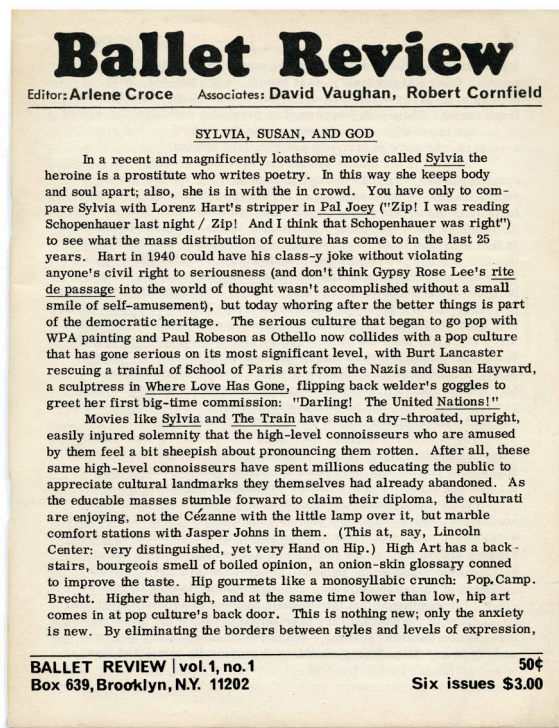 Ballet Review
Editor: Arlene Croce Associates: David Vaughan, Robert Cornfield
SYLVIA, SUSAN, AND GOD
In a recent and magnificently loathsome movie called Sylvia the
heroine is a prostitute who writes poetry. In this way she keeps body
and soul apart; also, she is in with the in crowd. You have only to com-
pare Sylvia with Lorenz Hart's stripper in Pal Joey ("Zip! I was reading
Schopenhauer last night / Zip! And I think that Schopenhauer was right")
to see what the mass distribution of culture has come to in the last 25
years. Hart in 1940 could have his class-y joke without violating
anyone's civil right to seriousness (and don't think Gypsy Rose Lee's rite
de passage into the world of thought wasn't accomplished without a small
smile of self-amusement), but today whoring after the better things is part
of the democratic heritage. The serious culture that began to go pop with
WPA painting and Paul Robeson as Othello now collides with a pop culture
that has gone serious on its most significant level, with Burt Lancaster
rescuing a trainful of School of Paris art from the Nazis and Susan Hayward,
a sculptress in Where Love Has Gone, flipping back welder's goggles to
greet her first big-time commission: "Darling! The United Nations!"
Movies like Sylvia and The Train have such a dry-throated, upright,
easily injured solemnity that the high-level connoisseurs who are amused
by them feel a bit sheepish about pronouncing them rotten. After all, these
same high-level connoisseurs have spent millions educating the public to
appreciate cultural landmarks they themselves had already abandoned. As
the educable masses stumble forward to claim their diploma, the culturati
are enjoying, not the Cézanne with the little lamp over it, but marble
comfort stations with Jasper Johns in them. (This at, say, Lincoln
Center: very distinguished, yet very Hand on Hip.) High Art has a back-
stairs, bourgeois smell of boiled opinion, an onion-skin glossary conned
to improve the taste. Hip gourmets like a monosyllabic crunch: Pop. Camp.
Brecht. Higher than high, and at the same time lower than low, hip art
comes in at pop culture's back door. This is nothing new; only the anxiety
is new. By eliminating the borders between styles and levels of expression,
BALLET REVIEW | vol. 1, no. 1 50¢
Box 639, Brooklyn, N.Y. 11202 Six issues $3.00